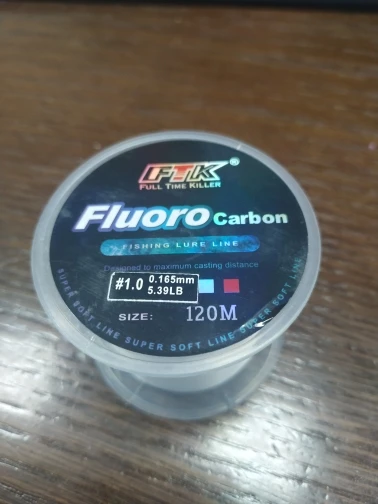 FTK®
FULL TIME KILLER
Fluoro Carbon
FISHING LURE LINE
Designed to maximum casting distance
#1.0 0.165mm
5.39LB
SIZE: 120M
SUPER SOFT LINE SUPER SOFT LINE SUPER SOFT LINE